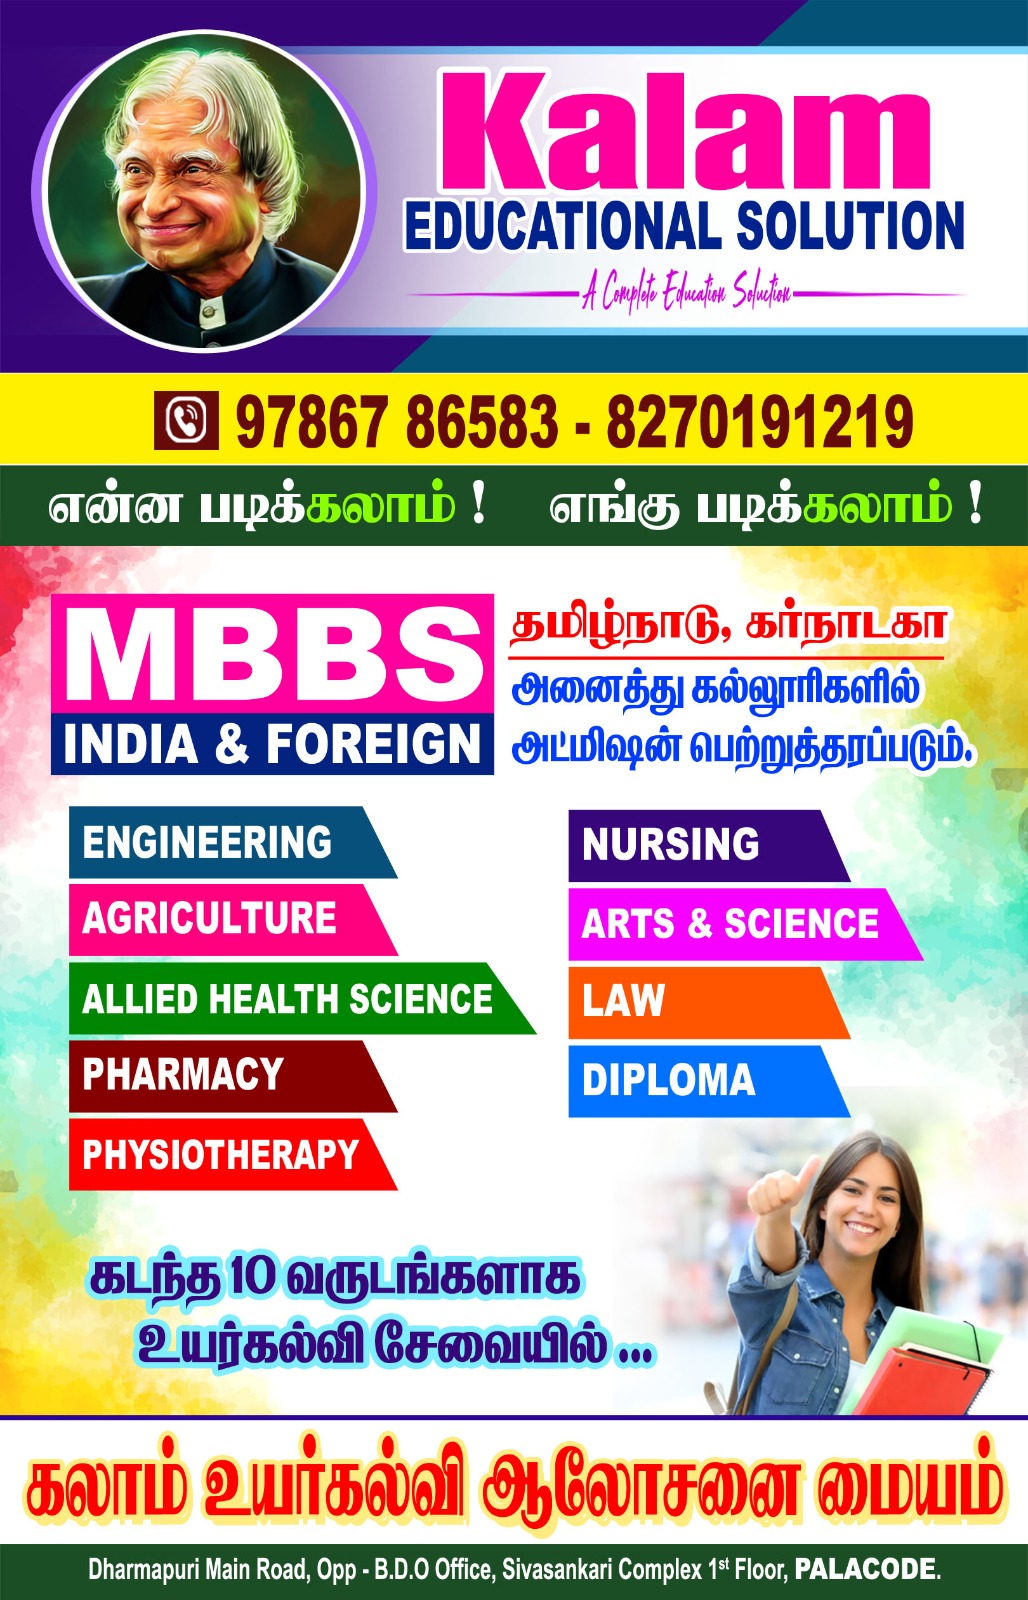 Kalam
EDUCATIONAL SOLUTION
A Complete Education Soluction
97867 86583 - 8270191219
என்ன படிக்கலாம் ! எங்கு படிக்கலாம் !
MBBS
INDIA & FOREIGN
தமிழ்நாடு, கர்நாடகா
அனைத்து கல்லூரிகளில்
அட்மிஷன் பெற்றுத்தரப்படும்.
ENGINEERING
AGRICULTURE
ALLIED HEALTH SCIENCE
PHARMACY
PHYSIOTHERAPY
NURSING
ARTS & SCIENCE
LAW
DIPLOMA
கடந்த 10 வருடங்களாக
உயர்கல்வி சேவையில் ...
கலாம் உயர்கல்வி ஆலோசனை மையம்
Dharmapuri Main Road, Opp - B.D.O Office, Sivasankari Complex 1st Floor, PALACODE.